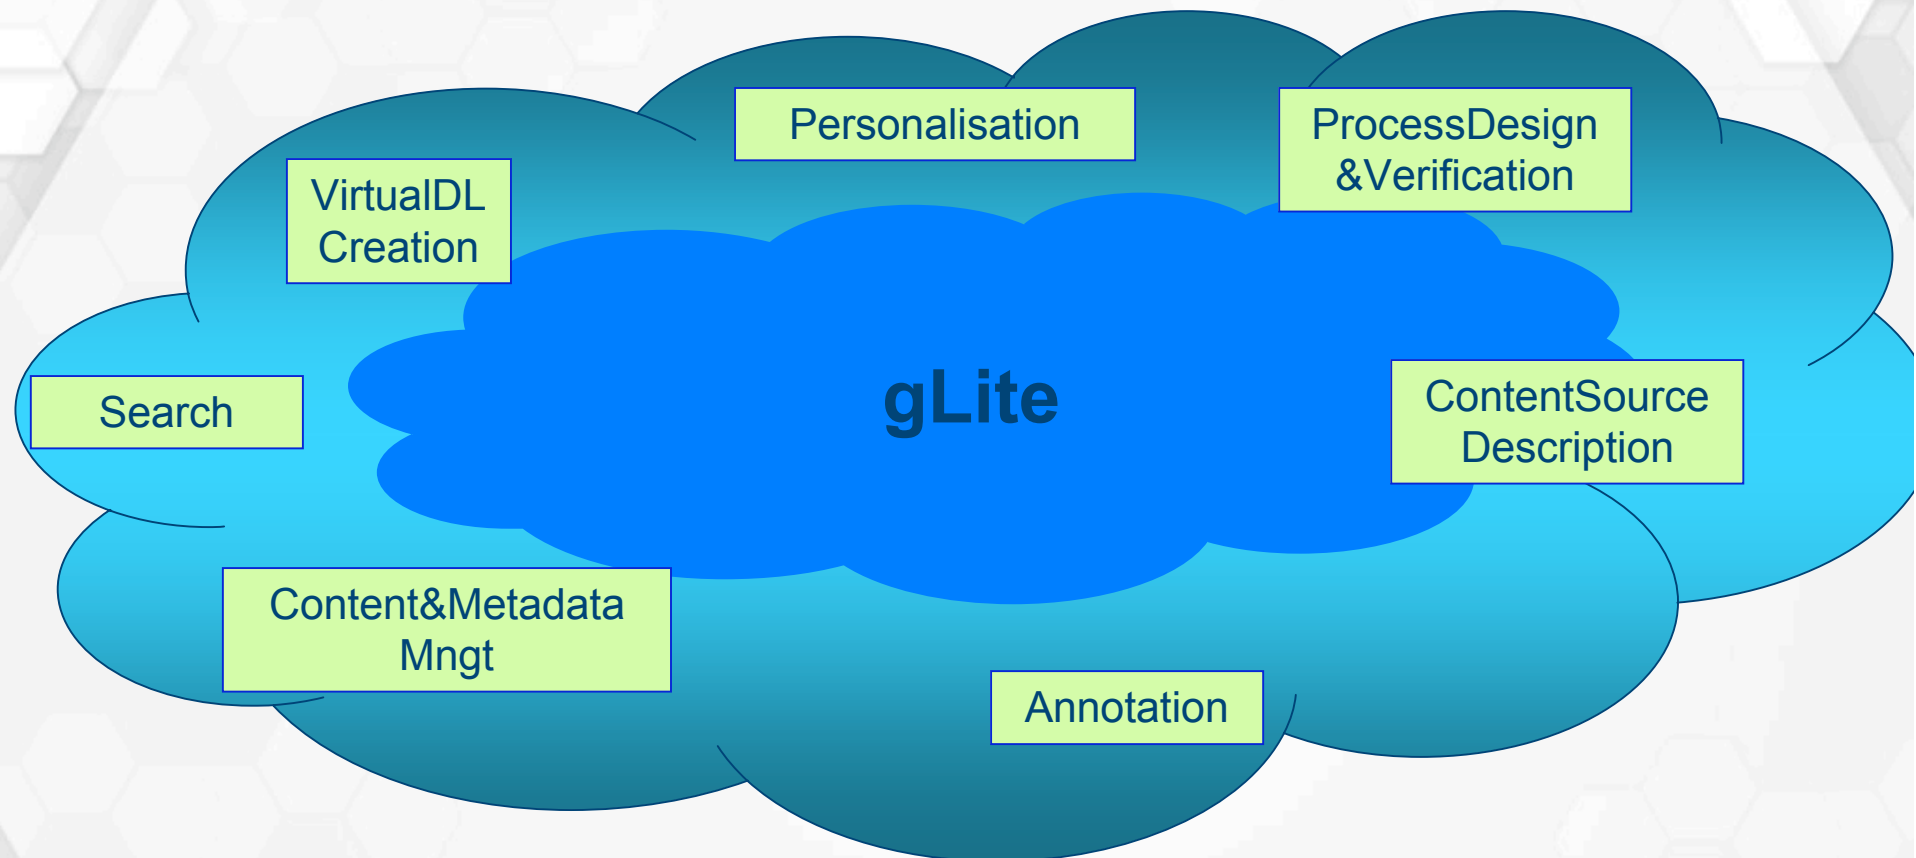 Personalisation
ProcessDesign
&Verification
VirtualDL
Creation
gLite
Search
ContentSource
Description
Content&Metadata
Mngt
Annotation